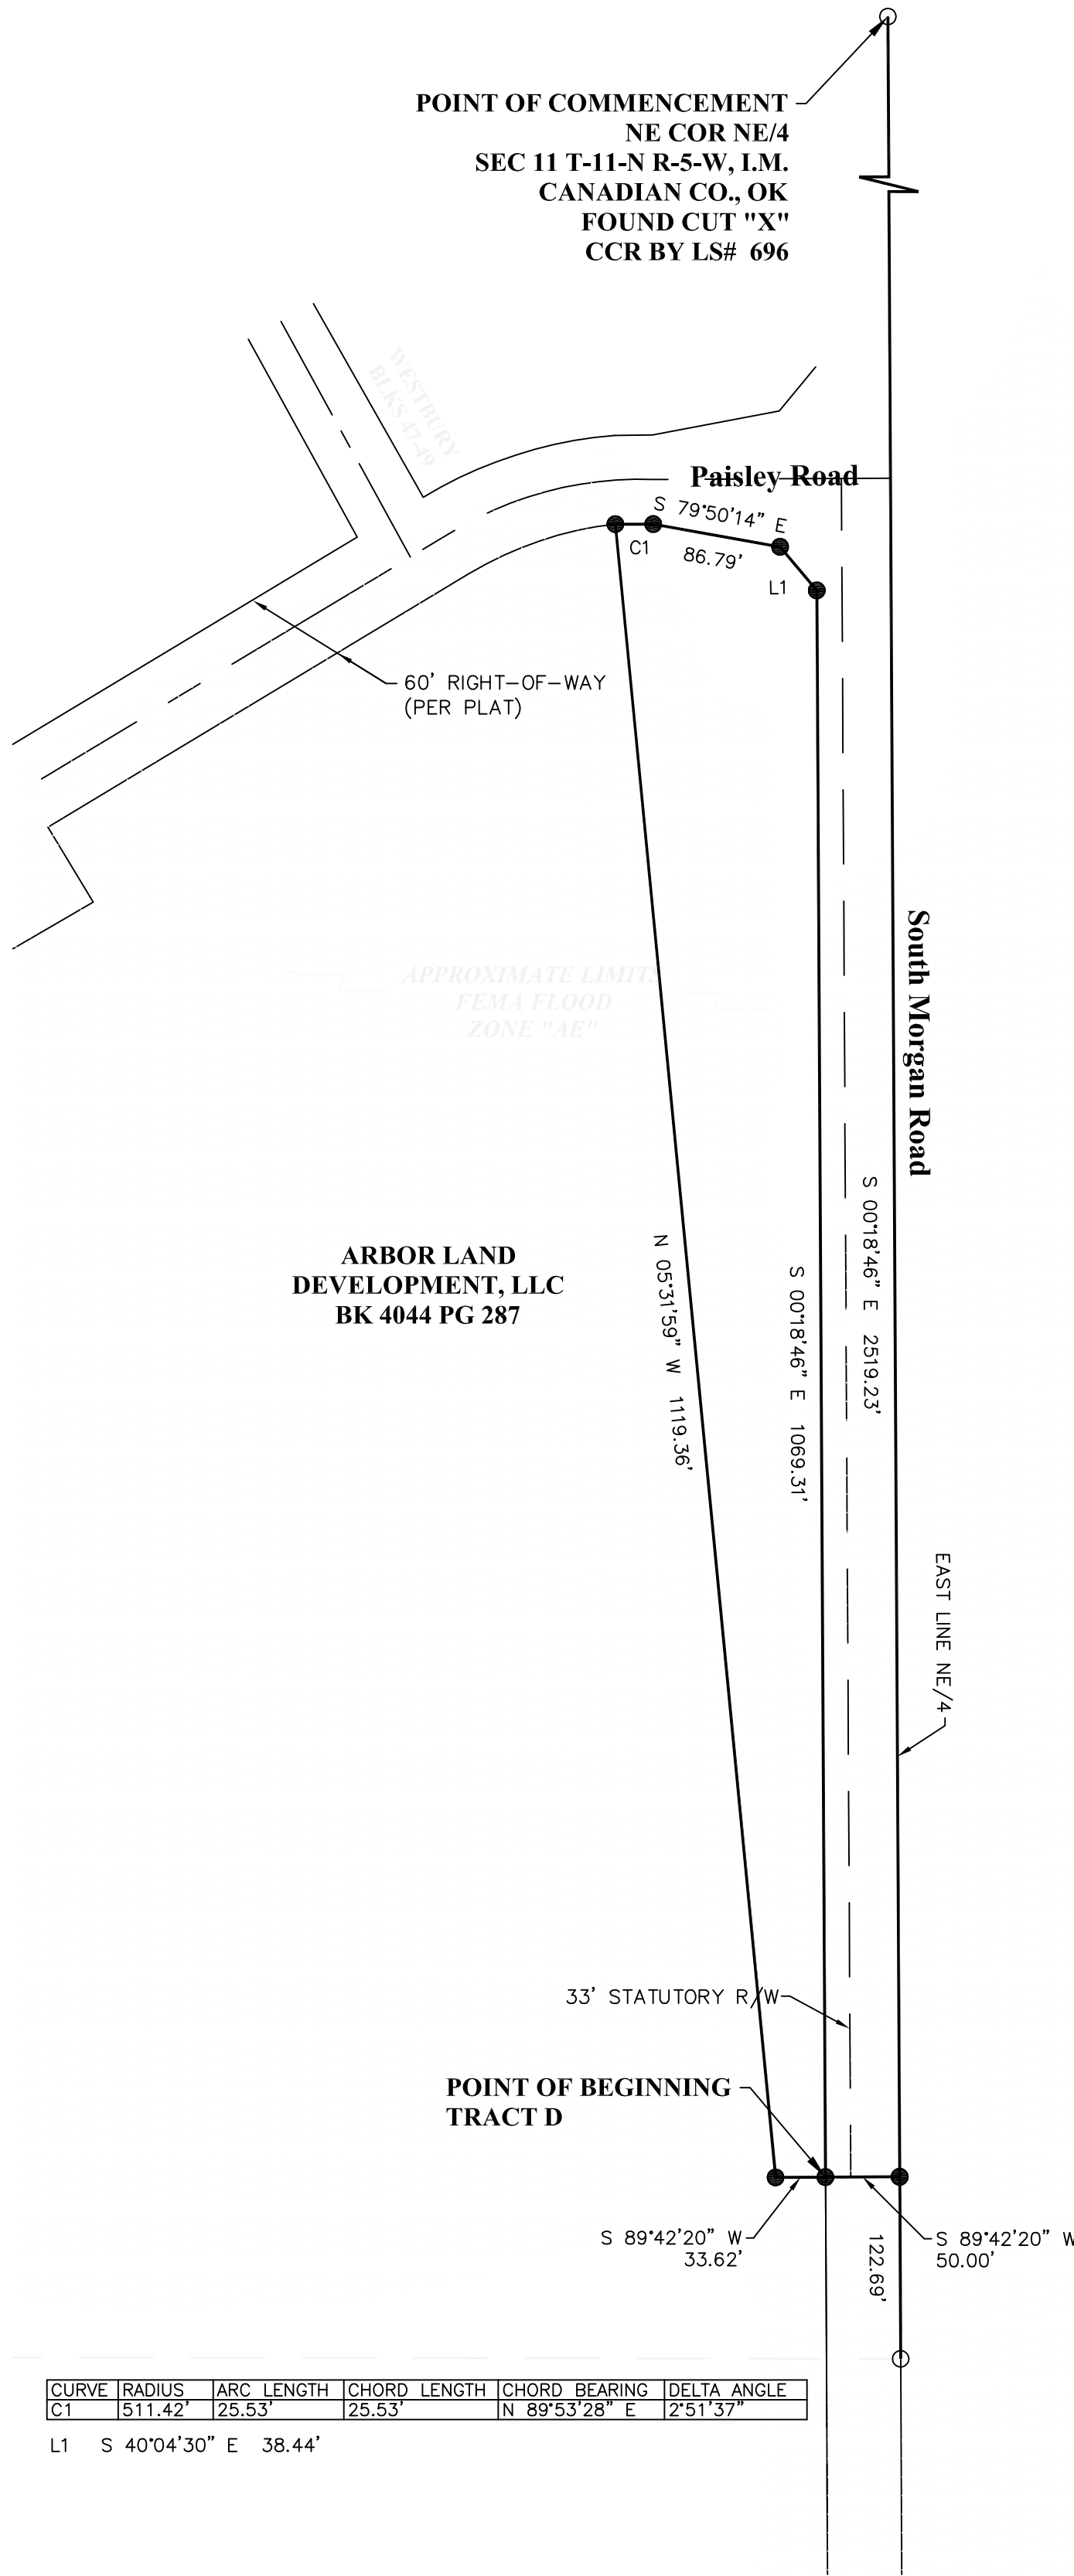 POINT OF COMMENCEMENT
NE COR NE/4
SEC 11 T-11-N R-5-W, I.M.
CANADIAN CO., OK
FOUND CUT "X"
CCR BY LS# 696
WESTBURY
BLKS 47-49
Paisley Road
S 79°50'14" E
86.79'
C1
L1
60' RIGHT-OF-WAY
(PER PLAT)
South Morgan Road
APPROXIMATE LIMITS
FEMA FLOOD
ZONE "AE"
S 00°18'46" E 2519.23'
N 05°31'59" W 1119.36'
S 00°18'46" E 1069.31'
ARBOR LAND
DEVELOPMENT, LLC
BK 4044 PG 287
EAST LINE NE/4
33' STATUTORY R/W
POINT OF BEGINNING
TRACT D
S 89°42'20" W
33.62'
122.69'
S 89°42'20" W
50.00'
CURVE RADIUS ARC LENGTH CHORD LENGTH CHORD BEARING DELTA ANGLE
C1 511.42' 25.53' 25.53' N 89°53'28" E 2°51'37"
L1 S 40°04'30" E 38.44'